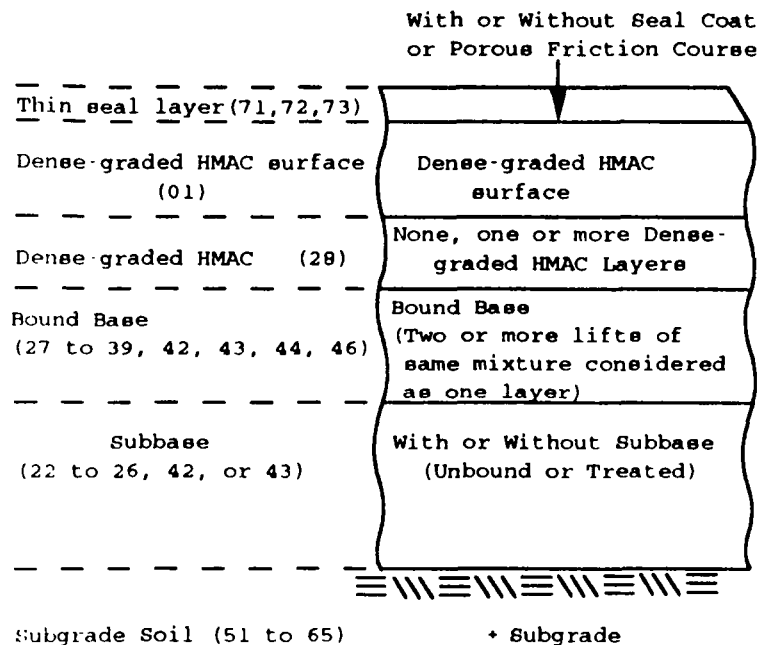 With or Without Seal Coat
or Porous Friction Course
Thin seal layer(71,72,73)
Dense-graded HMAC surface
(01)
Dense-graded HMAC
surface
Dense-graded HMAC (28)
None, one or more Dense-
graded HMAC Layers
Bound Base
(27 to 39, 42, 43, 44, 46)
Bound Base
(Two or more lifts of
same mixture considered
as one layer)
Subbase
(22 to 26, 42, or 43)
With or Without Subbase
(Unbound or Treated)
Subgrade Soil (51 to 65)
+ Subgrade